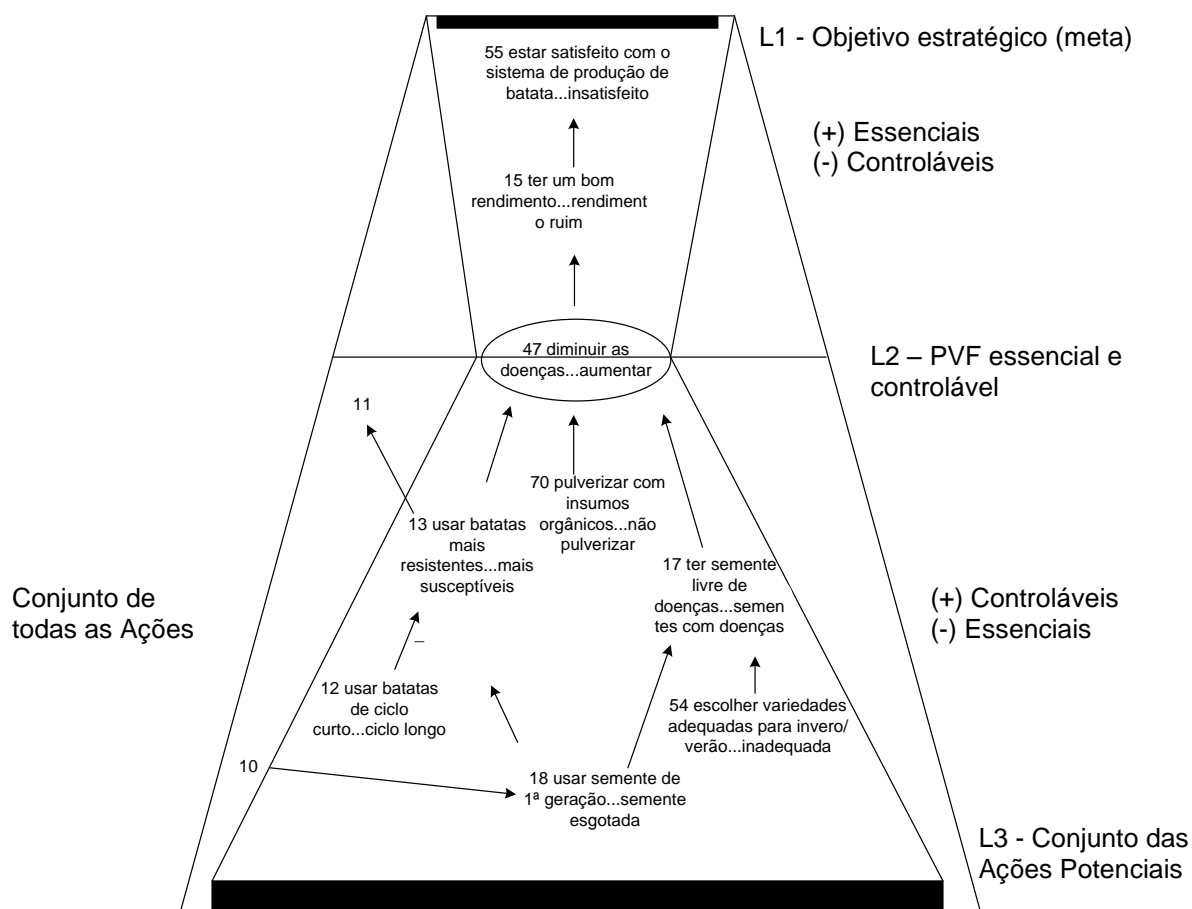 L1 - Objetivo estratégico (meta)
55 estar satisfeito com o
sistema de produção de
batata...insatisfeito
(+) Essenciais
(-) Controláveis
15 ter um bom
rendimento...rendiment
o ruim
47 diminuir as
doenças...aumentar
L2 – PVF essencial e
controlável
11
70 pulverizar com
insumos
orgânicos...não
pulverizar
13 usar batatas
mais
resistentes...mais
susceptíveis
17 ter semente
livre de
doenças...semen
tes com doenças
Conjunto de
todas as Ações
(+) Controláveis
(-) Essenciais
_
12 usar batatas
de ciclo
curto...ciclo longo
54 escolher variedades
adequadas para invero/
verão...inadequada
10
18 usar semente de
1ª geração...semente
esgotada
L3 - Conjunto das
Ações Potenciais